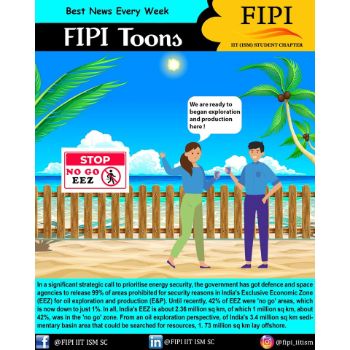 Best News Every Week
FIPI Toons
FIPI
IIT (ISM) STUDENT CHAPTER
We are ready to
began exploration
and production
here !
STOP
NO GO
EEZ
In a significant strategic call to prioritise energy security, the government has got defence and space
agencies to release 99% of areas prohibited for security reasons in India's Exclusive Economic Zone
(EEZ) for oil exploration and production (E&P). Until recently, 42% of EEZ were 'no go' areas, which
is now down to just 1%. In all, India's EEZ is about 2.36 million sq km, of which 1 million sq km, about
42%, was in the 'no go' zone. From an oil exploration perspective, of India's 3.4 million sq km sedi-
mentary basin area that could be searched for resources, 1. 73 million sq km lay offshore.
@FIPI IIT ISM SC
@FIPI IIT ISM SC
@fipi_iitism